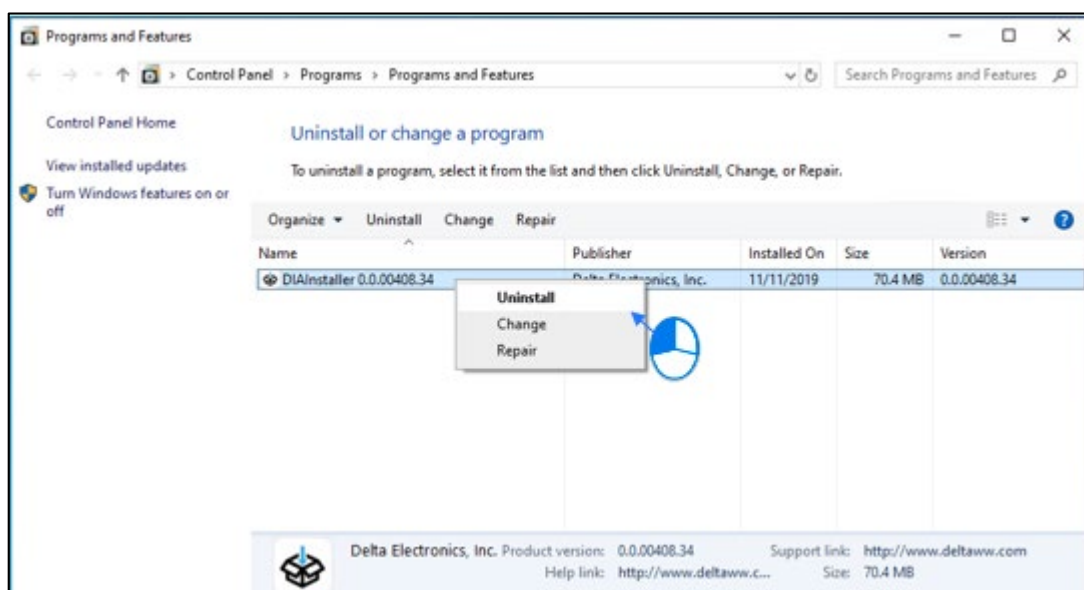 Programs and Features
Control Panel > Programs > Programs and Features
Search Programs and Features
Control Panel Home
View installed updates
Turn Windows features on or
off
Uninstall or change a program
To uninstall a program, select it from the list and then click Uninstall, Change, or Repair.
Organize Uninstall Change Repair
Name Publisher Installed On Size Version
DIAInstaller 0.0.00408.34 Delta Electronics, Inc. 11/11/2019 70.4 MB 0.0.00408.34
Uninstall
Change
Repair
Delta Electronics, Inc. Product version: 0.0.00408.34 Support link: http://www.deltaww.com
Help link: http://www.deltaww.c... Size: 70.4 MB